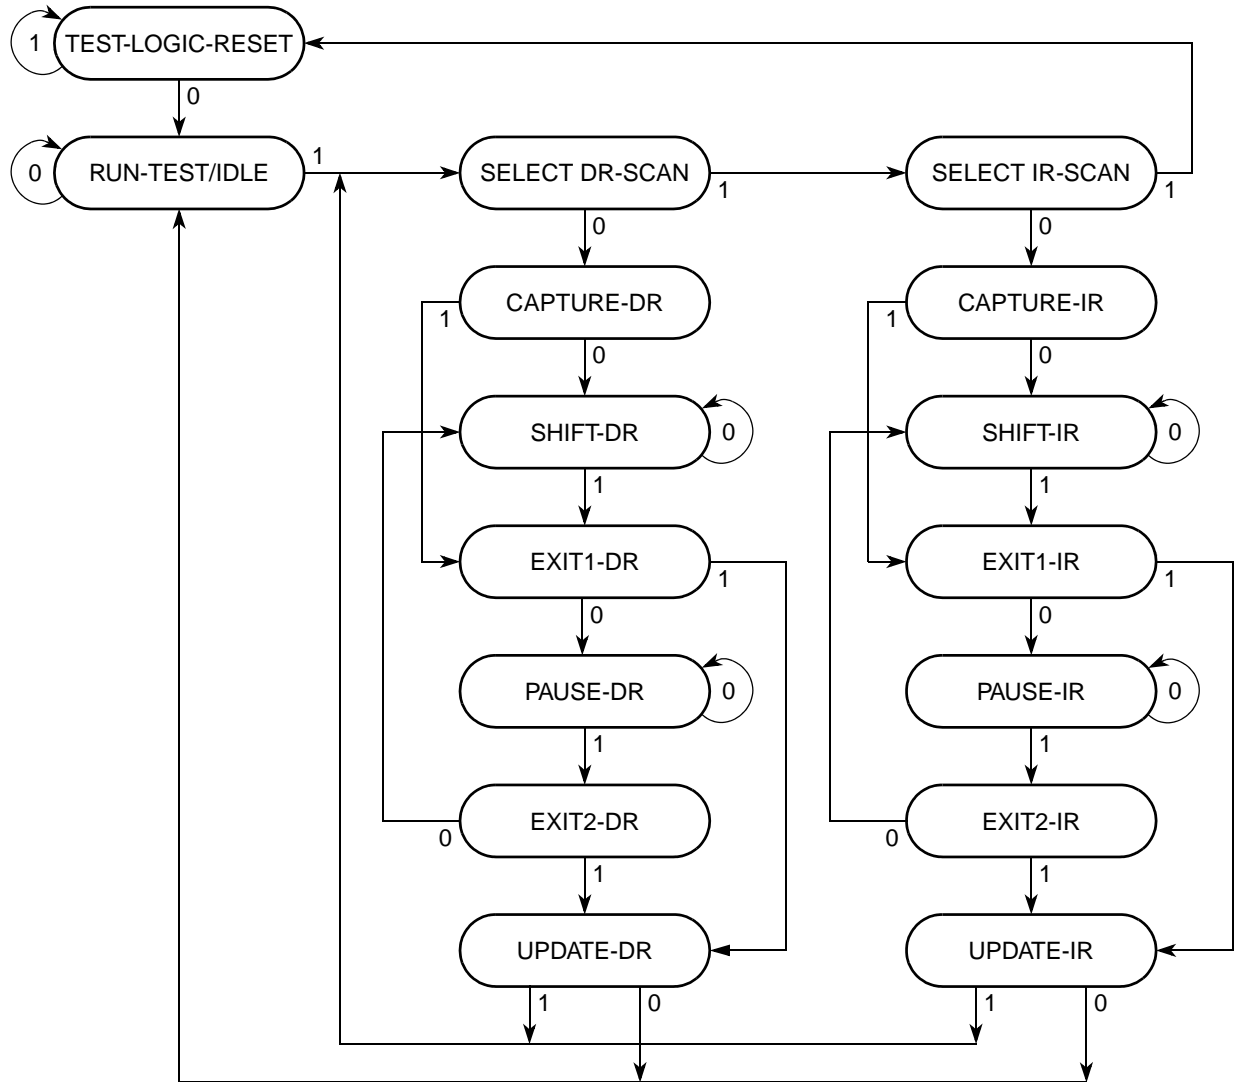 TEST-LOGIC-RESET
1
0
RUN-TEST/IDLE
0
1
SELECT DR-SCAN
1
SELECT IR-SCAN
1
0
0
CAPTURE-DR
1
0
CAPTURE-IR
1
0
SHIFT-DR
0
1
SHIFT-IR
0
1
EXIT1-DR
1
0
EXIT1-IR
1
0
PAUSE-DR
0
1
PAUSE-IR
0
1
EXIT2-DR
0
1
EXIT2-IR
0
1
UPDATE-DR
1
0
UPDATE-IR
1
0